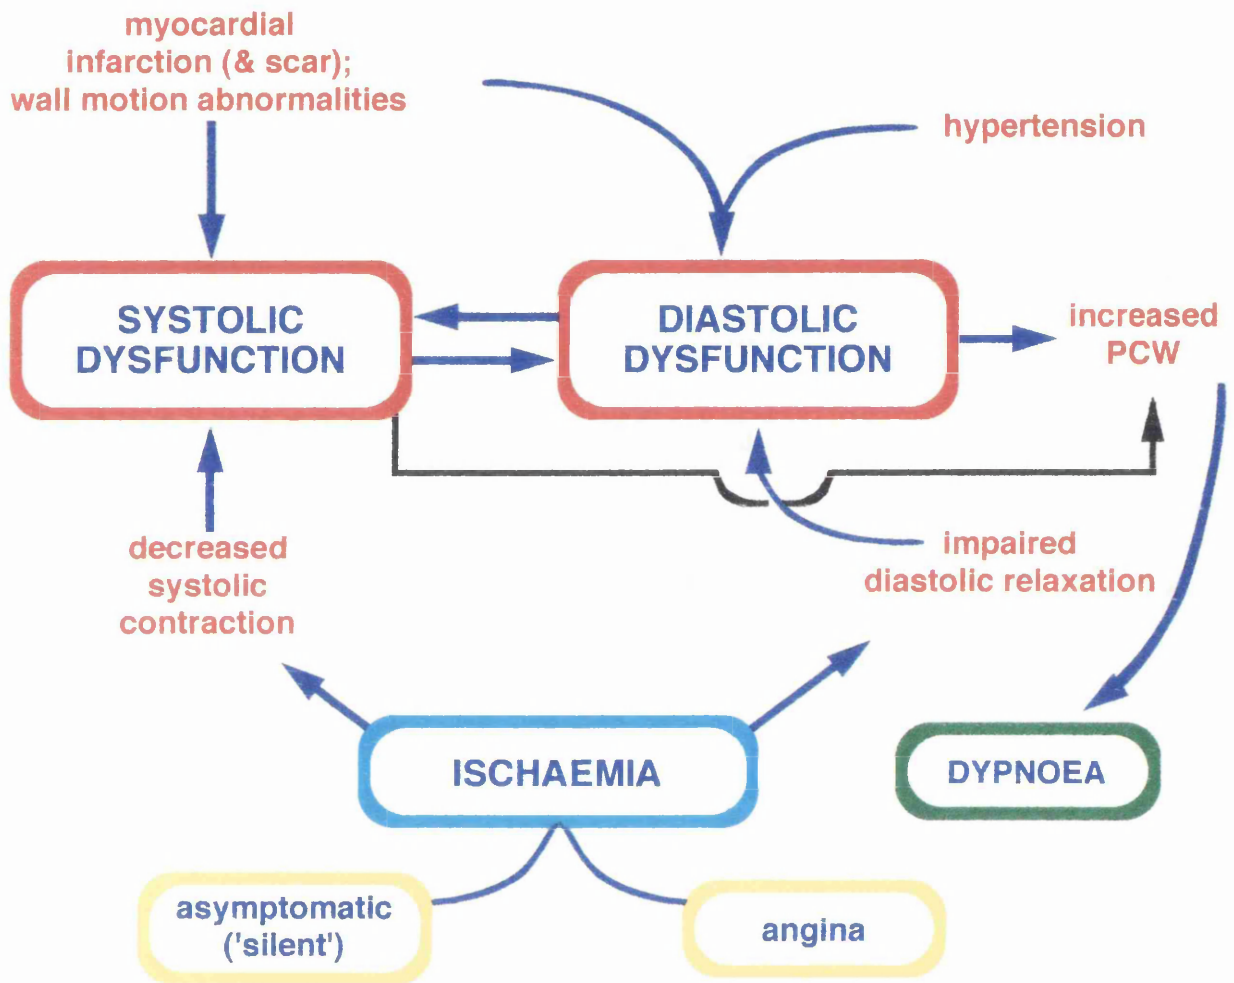 myocardial
infarction (& scar);
wall motion abnormalities
hypertension
SYSTOLIC
DYSFUNCTION
DIASTOLIC
DYSFUNCTION
increased
PCW
decreased
systolic
contraction
impaired
diastolic relaxation
ISCHAEMIA
DYPNOEA
asymptomatic
('silent')
angina